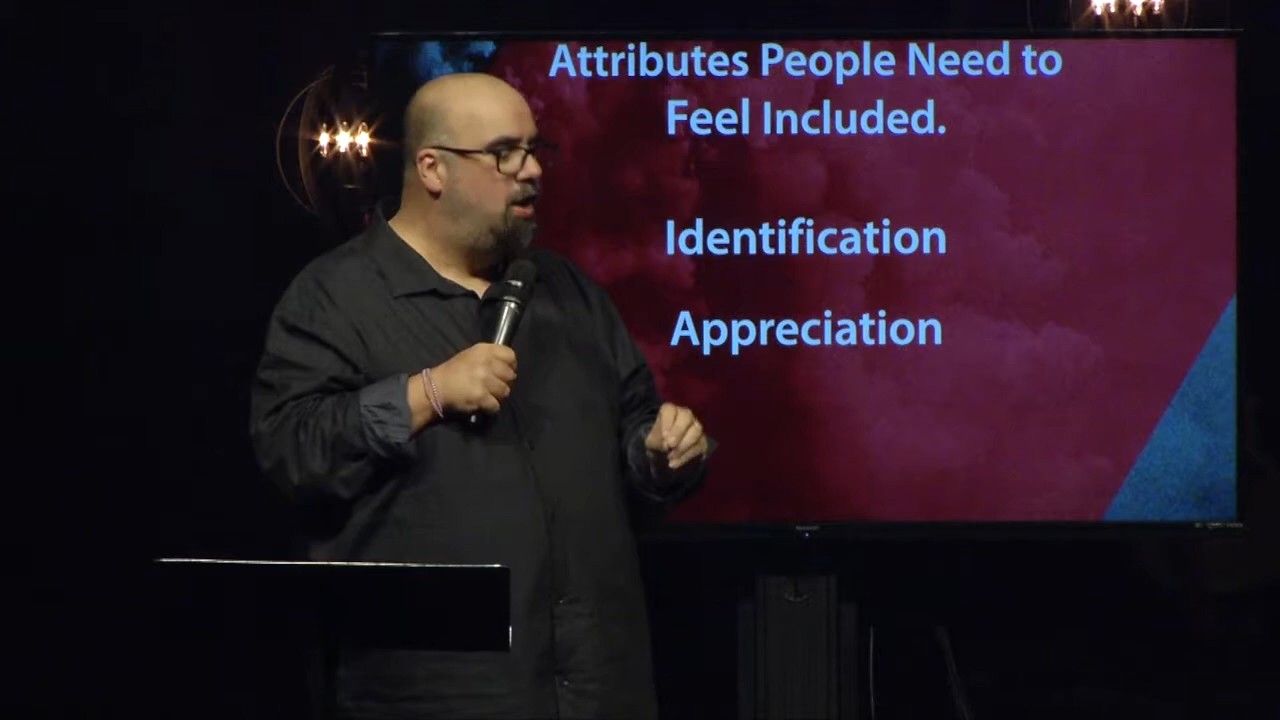 Attributes People Need to
Feel Included.
Identification
Appreciation